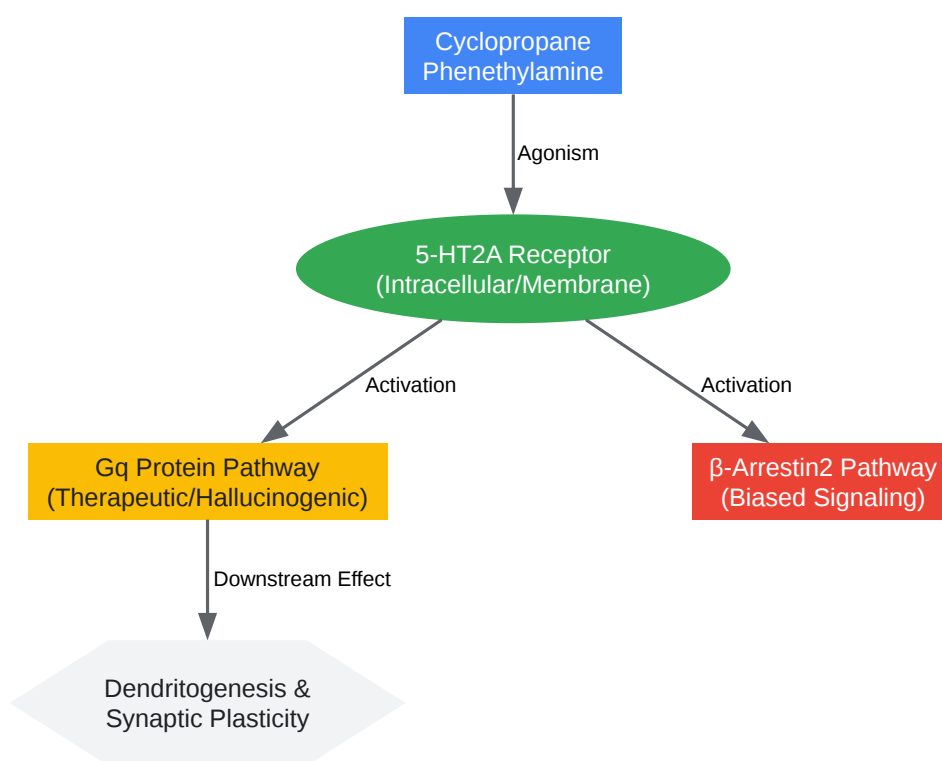 Cyclopropane
Phenethylamine
Agonism
5-HT2A Receptor
(Intracellular/Membrane)
Activation
Activation
Gq Protein Pathway
(Therapeutic/Hallucinogenic)
β-Arrestin2 Pathway
(Biased Signaling)
Downstream Effect
Dendritogenesis &
Synaptic Plasticity